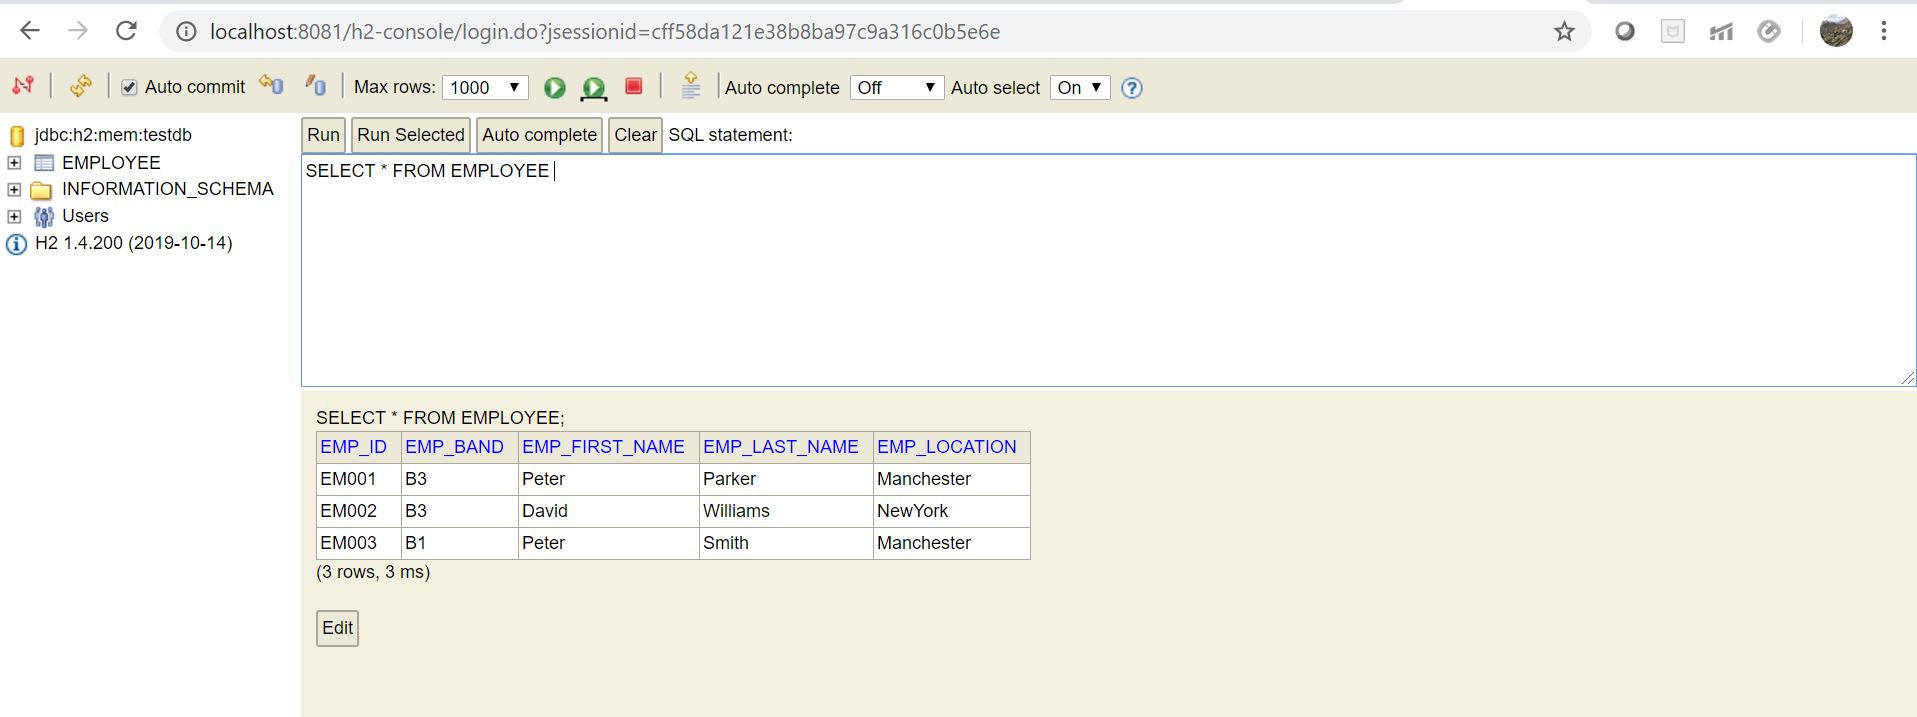 localhost:8081/h2-console/login.do?jsessionid=cff58da121e38b8ba97c9a316c0b5e6e
Auto commit Max rows: 1000 Auto complete Off Auto select On
jdbc:h2:mem:testdb
EMPLOYEE
INFORMATION_SCHEMA
Users
H2 1.4.200 (2019-10-14)
Run Run Selected Auto complete Clear SQL statement:
SELECT * FROM EMPLOYEE
SELECT * FROM EMPLOYEE;
EMP_ID EMP_BAND EMP_FIRST_NAME EMP_LAST_NAME EMP_LOCATION
EM001 B3 Peter Parker Manchester
EM002 B3 David Williams NewYork
EM003 B1 Peter Smith Manchester
(3 rows, 3 ms)
Edit